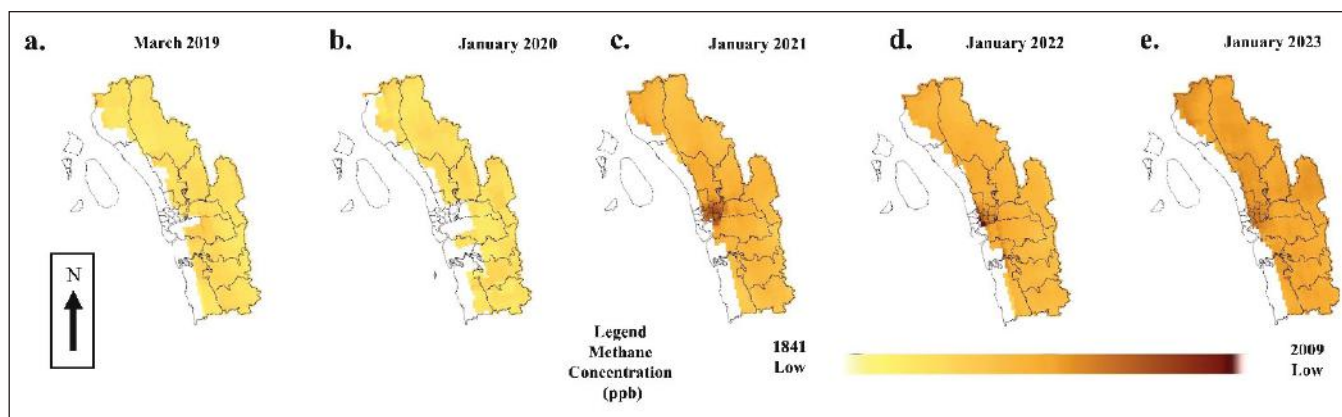 a. March 2019
b. January 2020
c. January 2021
d. January 2022
e. January 2023
N
Legend
Methane
Concentration
(ppb)
1841
Low
2009
Low